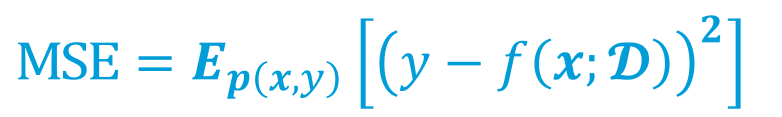 MSE = E_{p(x,y)} [(y − f(x; 𝒟))^2]